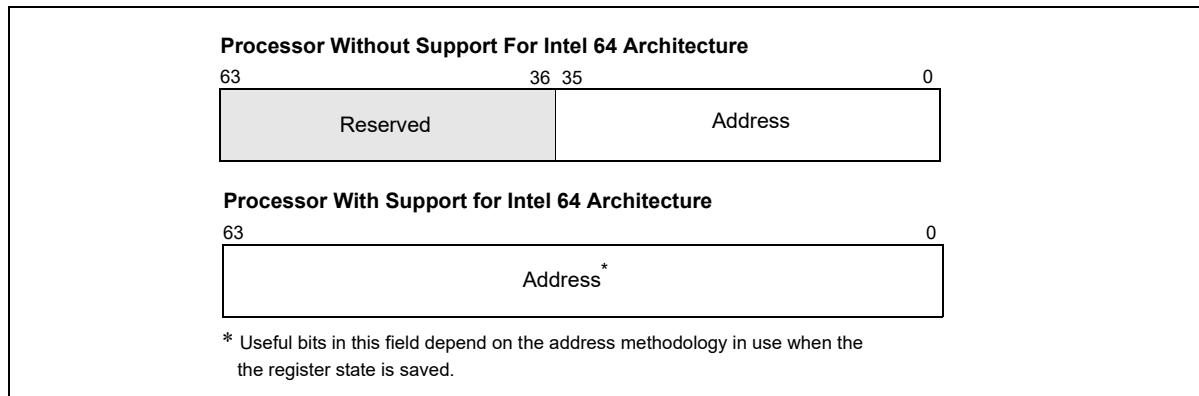 Processor Without Support For Intel 64 Architecture
63 36 35 0
Reserved Address
Processor With Support for Intel 64 Architecture
63 0
Address*
* Useful bits in this field depend on the address methodology in use when the
the register state is saved.